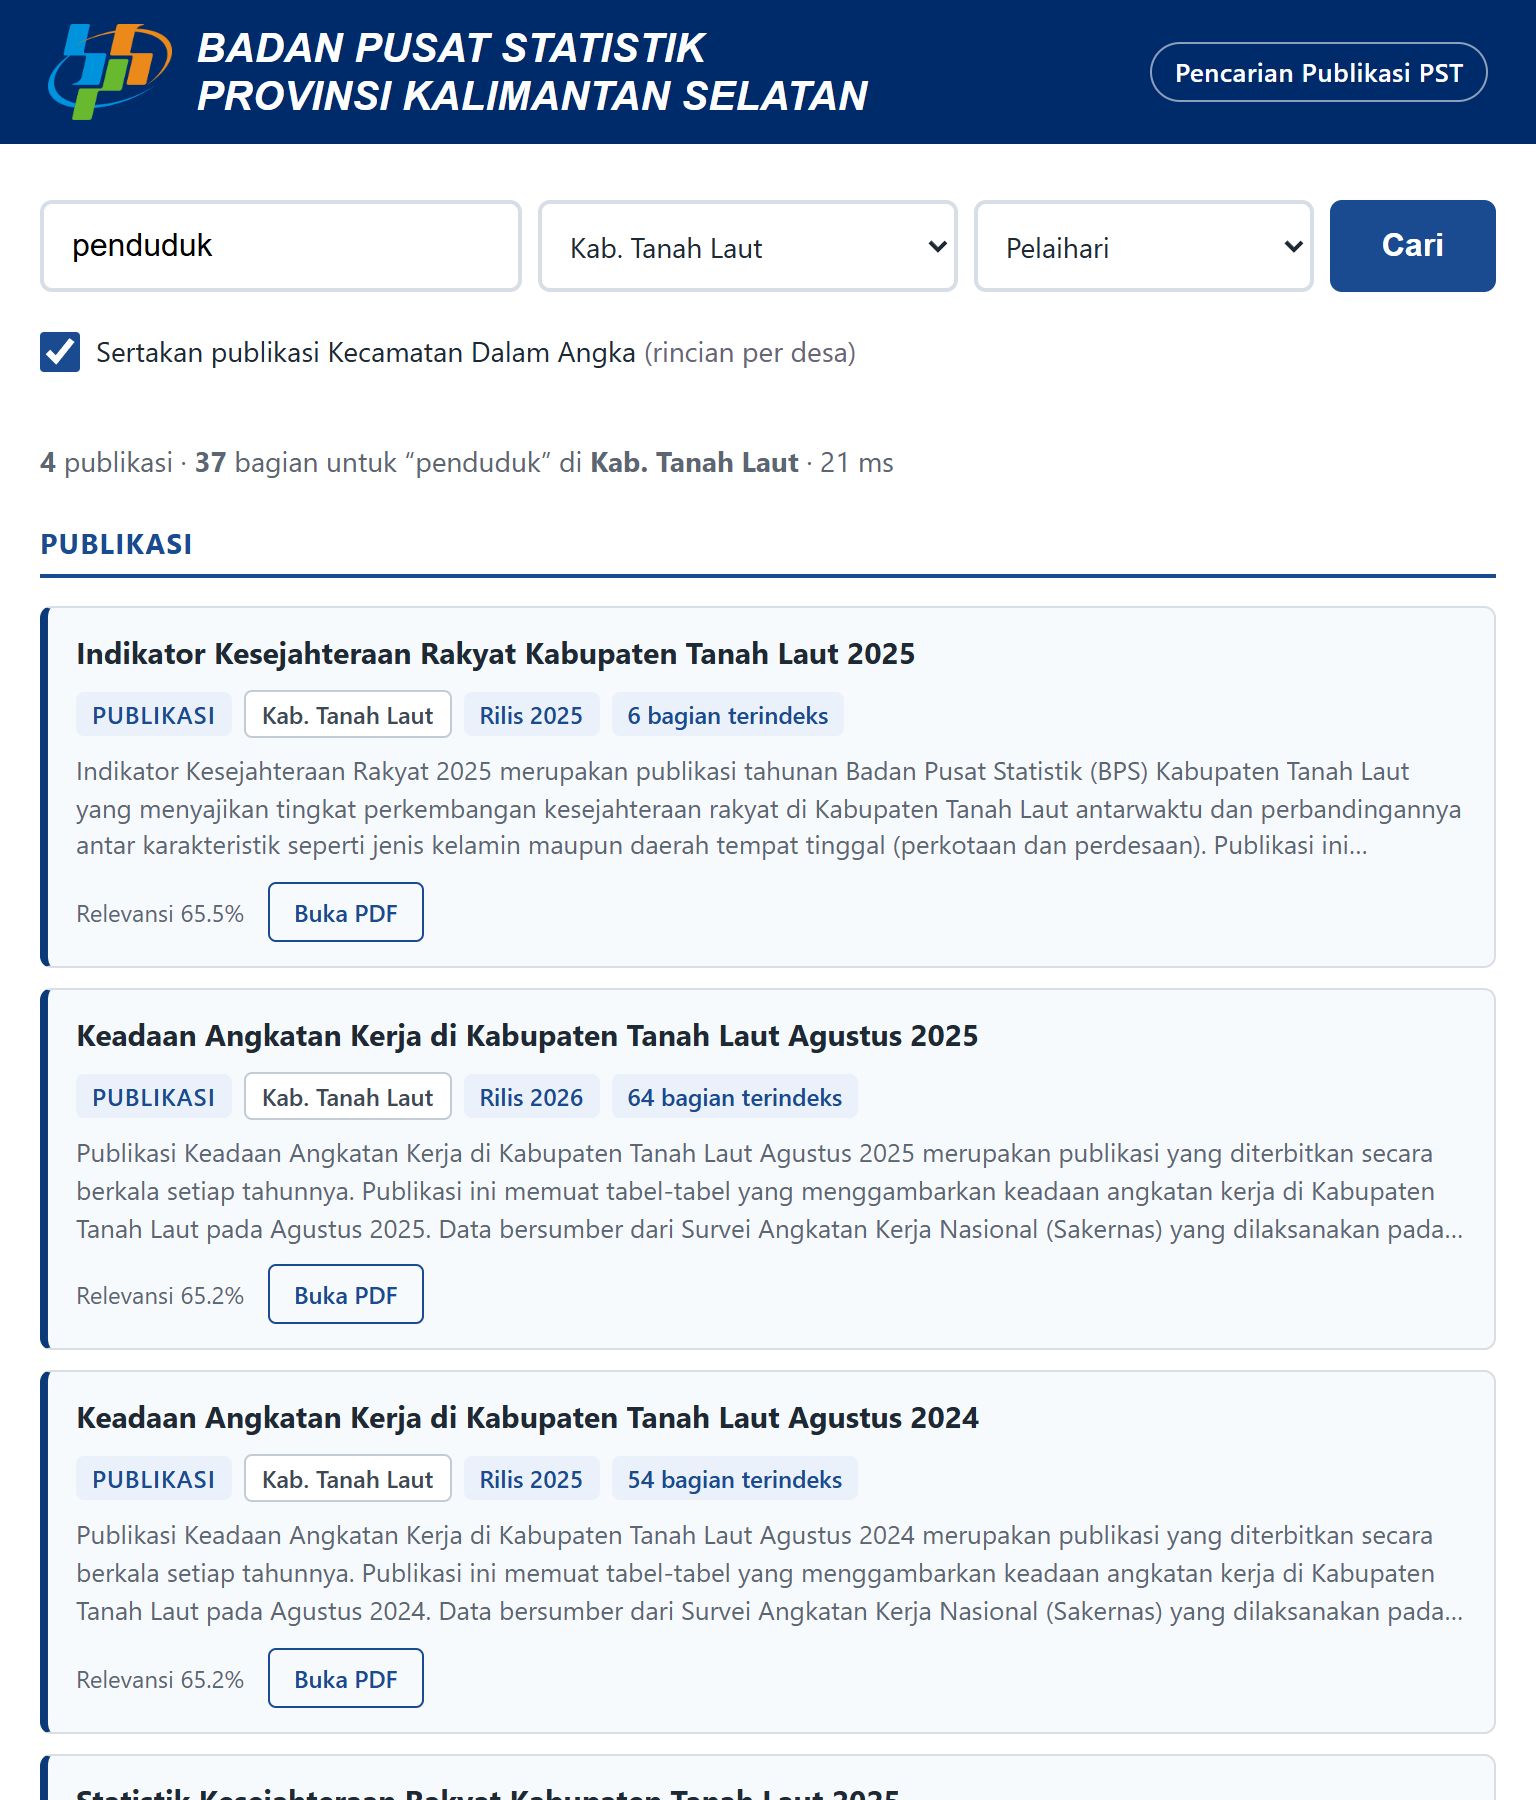 BADAN PUSAT STATISTIK
PROVINSI KALIMANTAN SELATAN
Pencarian Publikasi PST
penduduk
Kab. Tanah Laut
Pelaihari
Cari
Sertakan publikasi Kecamatan Dalam Angka (rincian per desa)
4 publikasi · 37 bagian untuk “penduduk” di Kab. Tanah Laut · 21 ms
PUBLIKASI
Indikator Kesejahteraan Rakyat Kabupaten Tanah Laut 2025
PUBLIKASI Kab. Tanah Laut Rilis 2025 6 bagian terindeks
Indikator Kesejahteraan Rakyat 2025 merupakan publikasi tahunan Badan Pusat Statistik (BPS) Kabupaten Tanah Laut
yang menyajikan tingkat perkembangan kesejahteraan rakyat di Kabupaten Tanah Laut antarwaktu dan perbandingannya
antar karakteristik seperti jenis kelamin maupun daerah tempat tinggal (perkotaan dan perdesaan). Publikasi ini...
Relevansi 65.5% Buka PDF
Keadaan Angkatan Kerja di Kabupaten Tanah Laut Agustus 2025
PUBLIKASI Kab. Tanah Laut Rilis 2026 64 bagian terindeks
Publikasi Keadaan Angkatan Kerja di Kabupaten Tanah Laut Agustus 2025 merupakan publikasi yang diterbitkan secara
berkala setiap tahunnya. Publikasi ini memuat tabel-tabel yang menggambarkan keadaan angkatan kerja di Kabupaten
Tanah Laut pada Agustus 2025. Data bersumber dari Survei Angkatan Kerja Nasional (Sakernas) yang dilaksanakan pada...
Relevansi 65.2% Buka PDF
Keadaan Angkatan Kerja di Kabupaten Tanah Laut Agustus 2024
PUBLIKASI Kab. Tanah Laut Rilis 2025 54 bagian terindeks
Publikasi Keadaan Angkatan Kerja di Kabupaten Tanah Laut Agustus 2024 merupakan publikasi yang diterbitkan secara
berkala setiap tahunnya. Publikasi ini memuat tabel-tabel yang menggambarkan keadaan angkatan kerja di Kabupaten
Tanah Laut pada Agustus 2024. Data bersumber dari Survei Angkatan Kerja Nasional (Sakernas) yang dilaksanakan pada...
Relevansi 65.2% Buka PDF
Statistik Kesejahteraan Rakyat Kabupaten Tanah Laut 2025